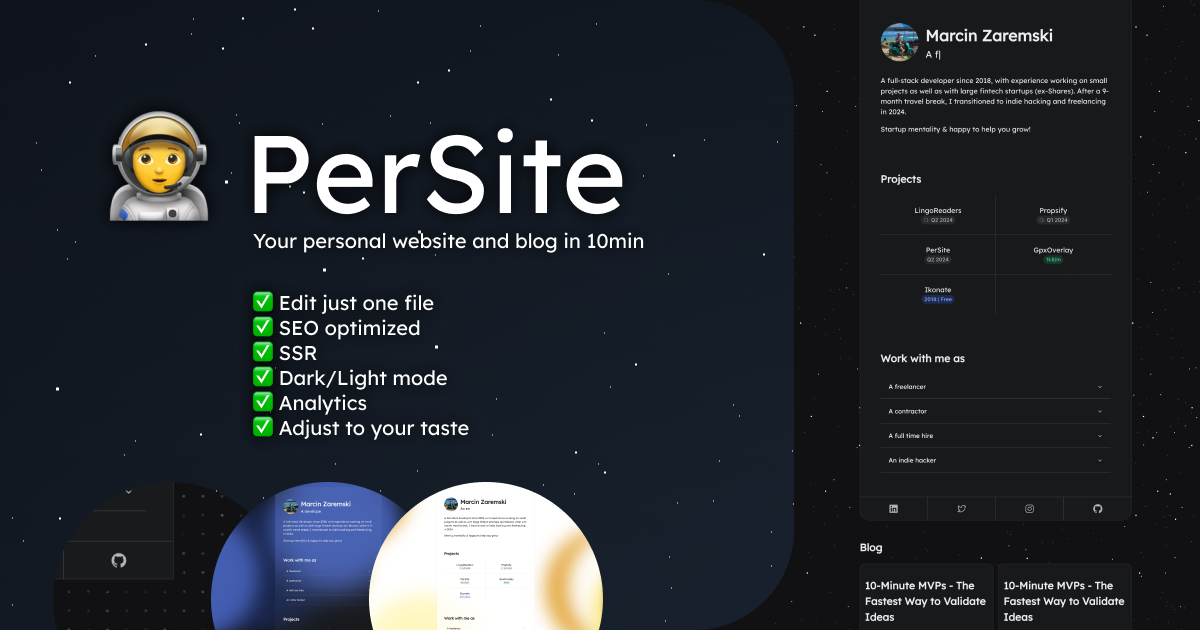 PerSite
Your personal website and blog in 10min
✅ Edit just one file
✅ SEO optimized
✅ SSR
✅ Dark/Light mode
✅ Analytics
✅ Adjust to your taste
Marcin Zaremski
A f|
A full-stack developer since 2018, with experience working on small
projects as well as with large fintech startups (ex-Shares). After a 9-
month travel break, I transitioned to indie hacking and freelancing
in 2024.
Startup mentality & happy to help you grow!
Projects
LingoReaders
Q2 2024
Propsify
Q1 2024
PerSite
Q2 2024
GpxOverlay
Ikonate
2018 | Free
Work with me as
A freelancer
A contractor
A full time hire
An indie hacker
Blog
10-Minute MVPs - The
Fastest Way to Validate
Ideas
10-Minute MVPs - The
Fastest Way to Validate
Ideas
Marcin Zaremski
A developer
Work with me as
Projects
Marcin Zaremski
Projects
Work with me as